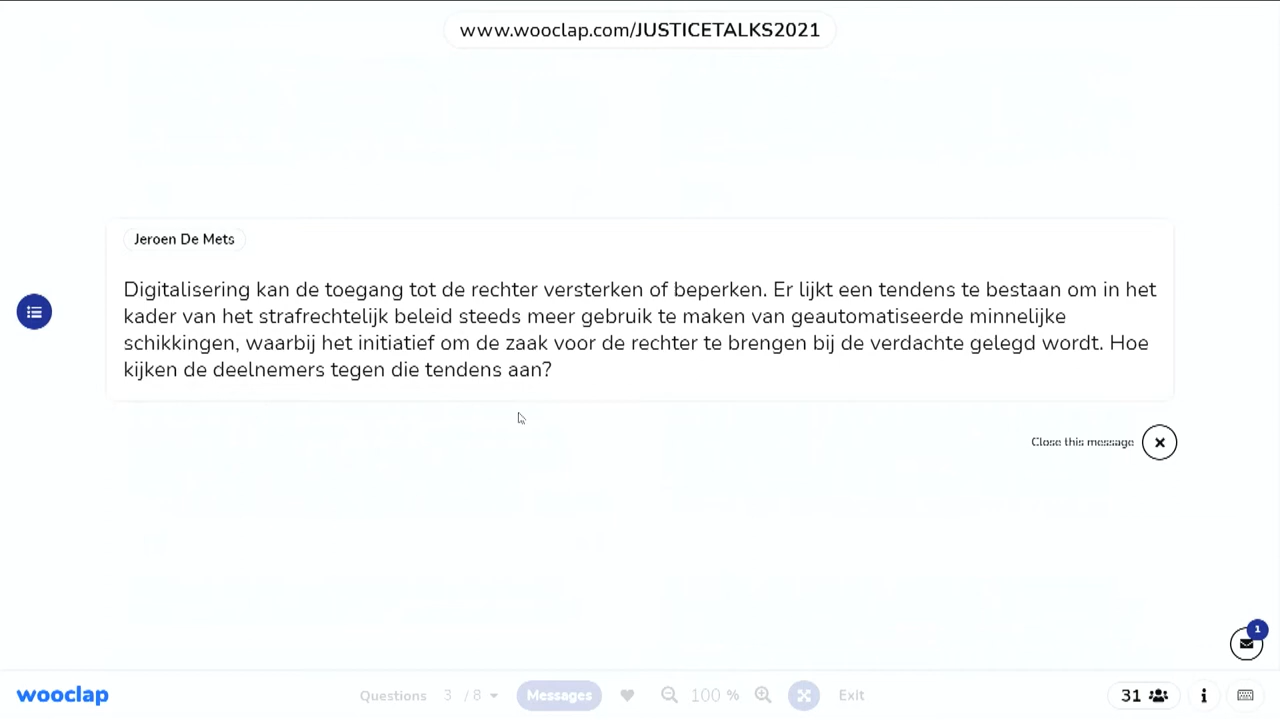 www.wooclap.com/JUSTICETALKS2021
Jeroen De Mets
Digitalisering kan de toegang tot de rechter versterken of beperken. Er lijkt een tendens te bestaan om in het
kader van het strafrechtelijk beleid steeds meer gebruik te maken van geautomatiseerde minnelijke
schikkingen, waarbij het initiatief om de zaak voor de rechter te brengen bij de verdachte gelegd wordt. Hoe
kijken de deelnemers tegen die tendens aan?
Close this message
1
wooclap
Questions 3 / 8
Messages
100 %
Exit
31